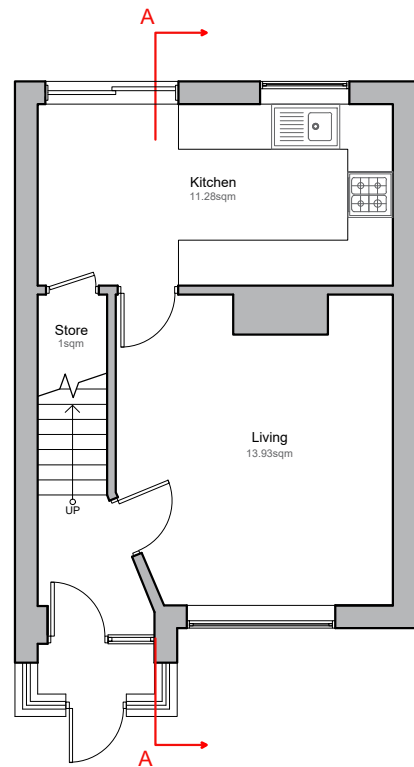 A
Kitchen
11.28sqm
Store
1sqm
Living
13.93sqm
UP
A